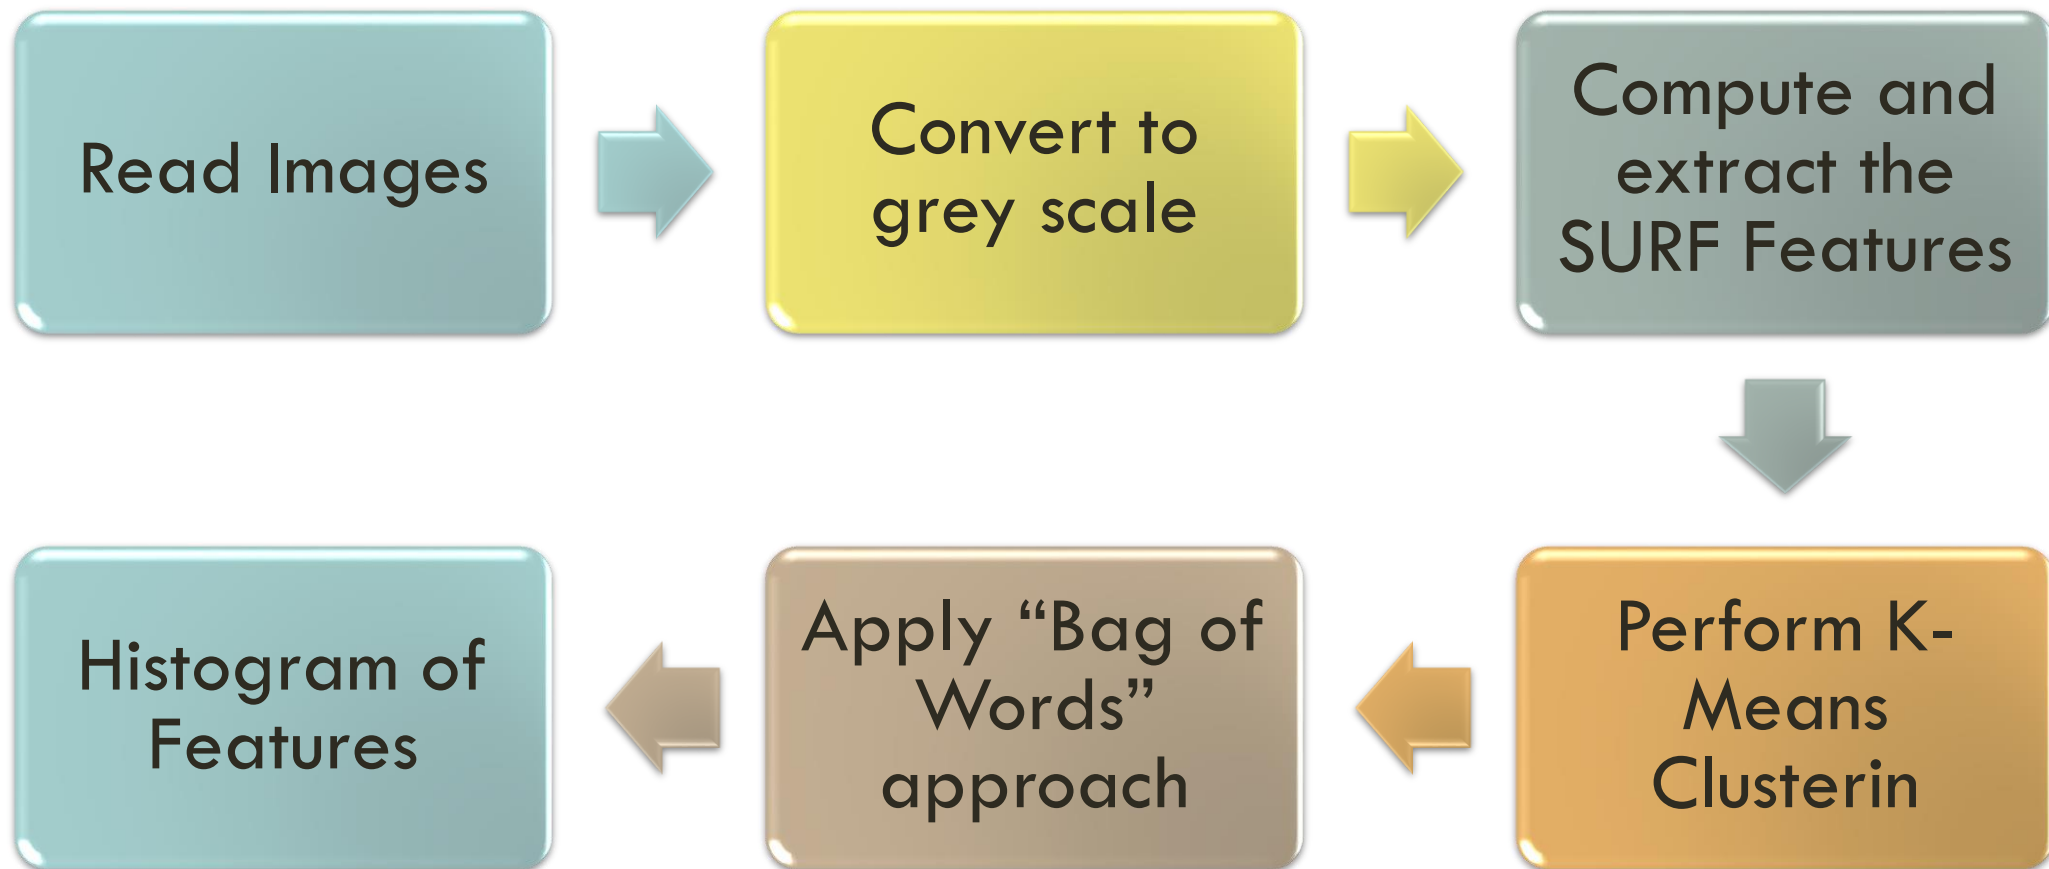 Read Images
Convert to
grey scale
Compute and
extract the
SURF Features
Perform K-
Means
Clusterin
Apply “Bag of
Words”
approach
Histogram of
Features